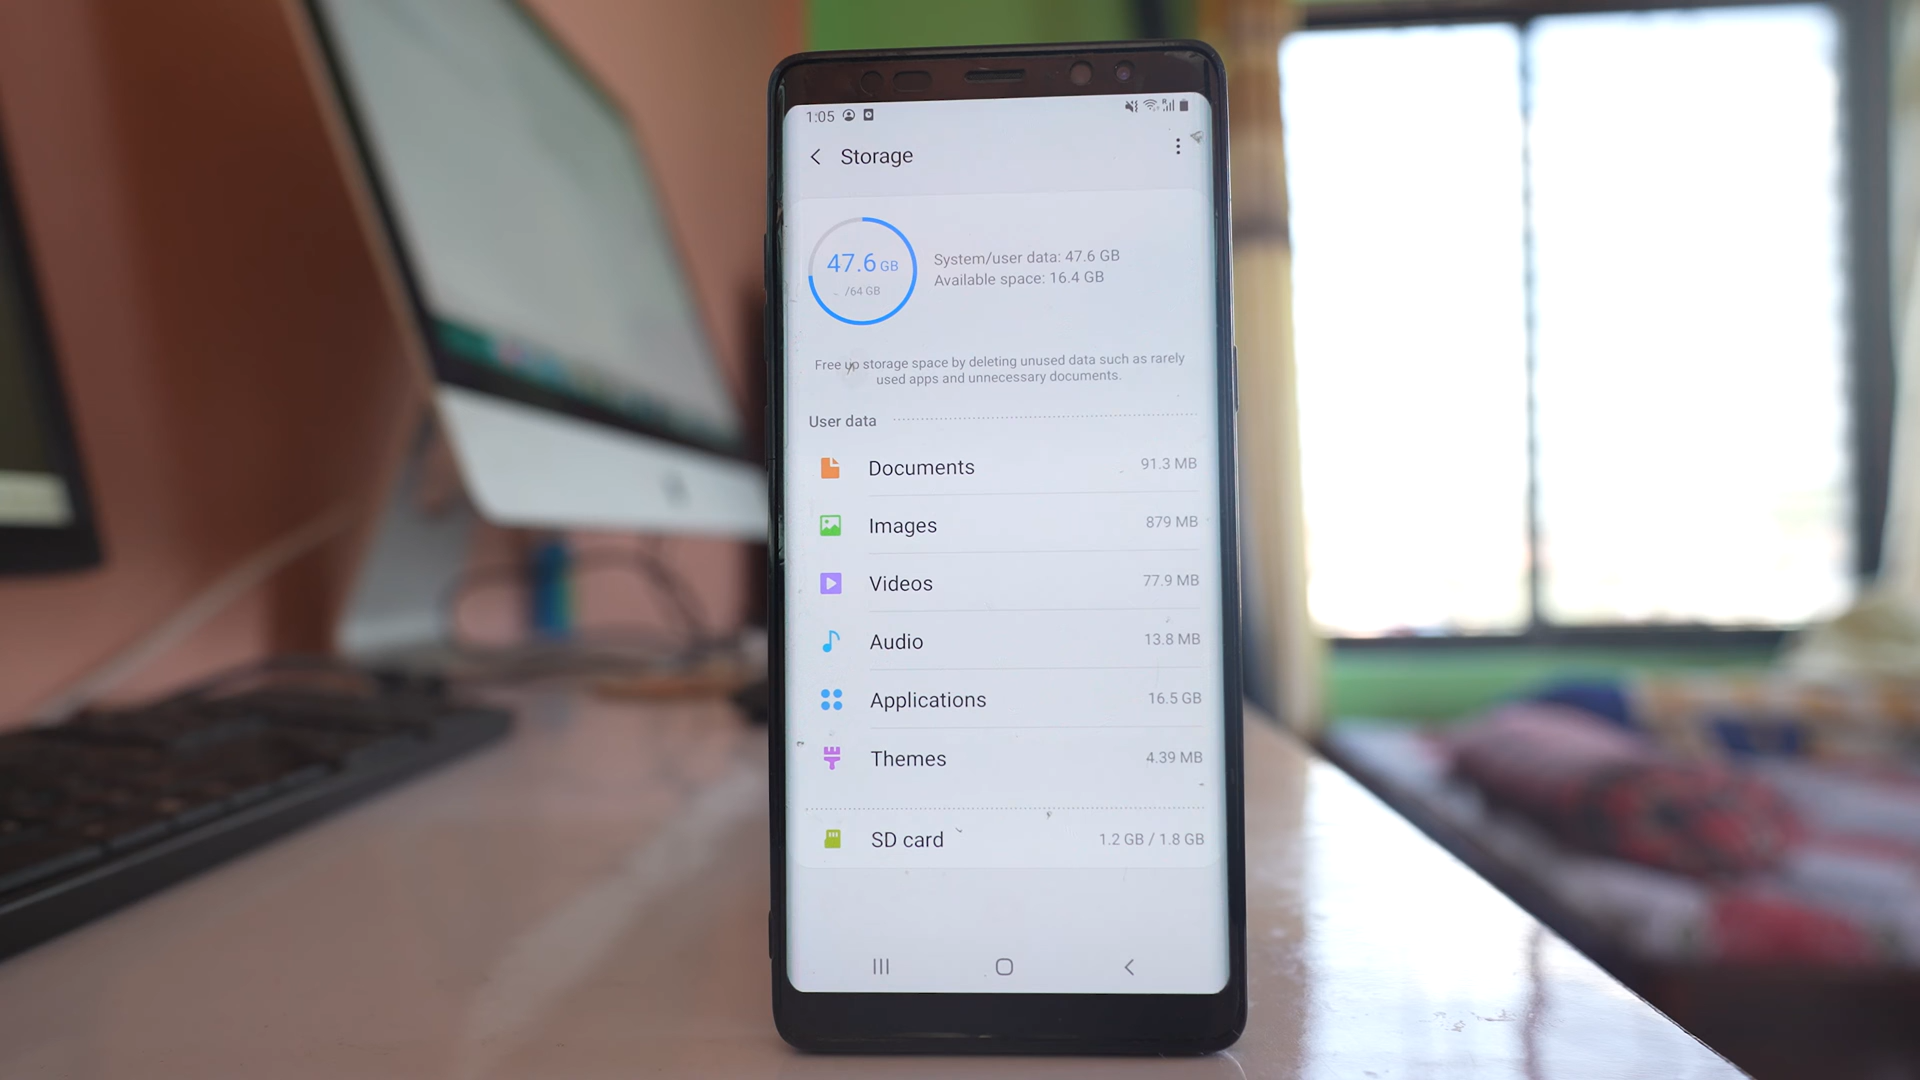 1:05
Storage
47.6 GB
/64 GB
System/user data: 47.6 GB
Available space: 16.4 GB
Free up storage space by deleting unused data such as rarely
used apps and unnecessary documents.
User data
Documents 91.3 MB
Images 879 MB
Videos 77.9 MB
Audio 13.8 MB
Applications 16.5 GB
Themes 4.39 MB
SD card 1.2 GB / 1.8 GB